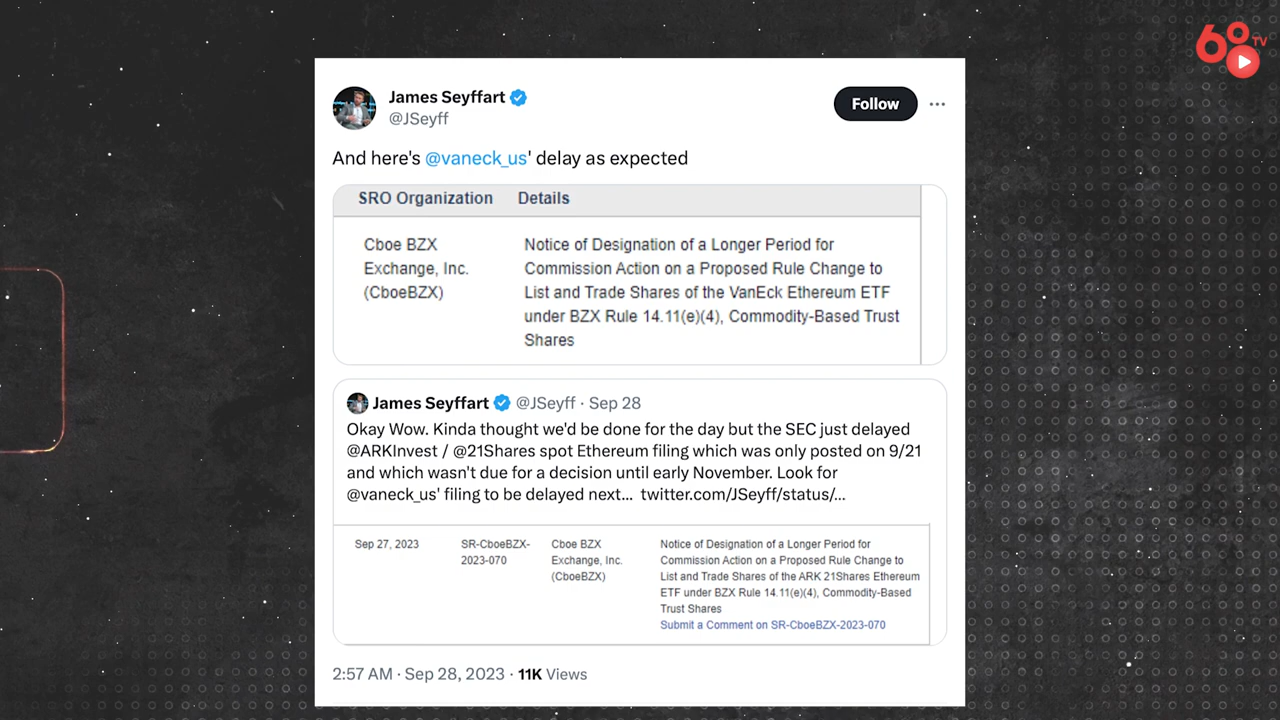 68 TV
James Seyffart
Follow
@JSeyff
And here's @vaneck_us' delay as expected
SRO Organization Details
Cboe BZX
Exchange, Inc.
(CboeBZX)
Notice of Designation of a Longer Period for
Commission Action on a Proposed Rule Change to
List and Trade Shares of the VanEck Ethereum ETF
under BZX Rule 14.11(e)(4), Commodity-Based Trust
Shares
James Seyffart @JSeyff · Sep 28
Okay Wow. Kinda thought we'd be done for the day but the SEC just delayed
@ARKInvest / @21Shares spot Ethereum filing which was only posted on 9/21
and which wasn't due for a decision until early November. Look for
@vaneck_us' filing to be delayed next... twitter.com/JSeyff/status/...
Sep 27, 2023
SR-CboeBZX-
2023-070
Cboe BZX
Exchange, Inc.
(CboeBZX)
Notice of Designation of a Longer Period for
Commission Action on a Proposed Rule Change to
List and Trade Shares of the ARK 21Shares Ethereum
ETF under BZX Rule 14.11(e)(4), Commodity-Based
Trust Shares
Submit a Comment on SR-CboeBZX-2023-070
2:57 AM · Sep 28, 2023 · 11K Views